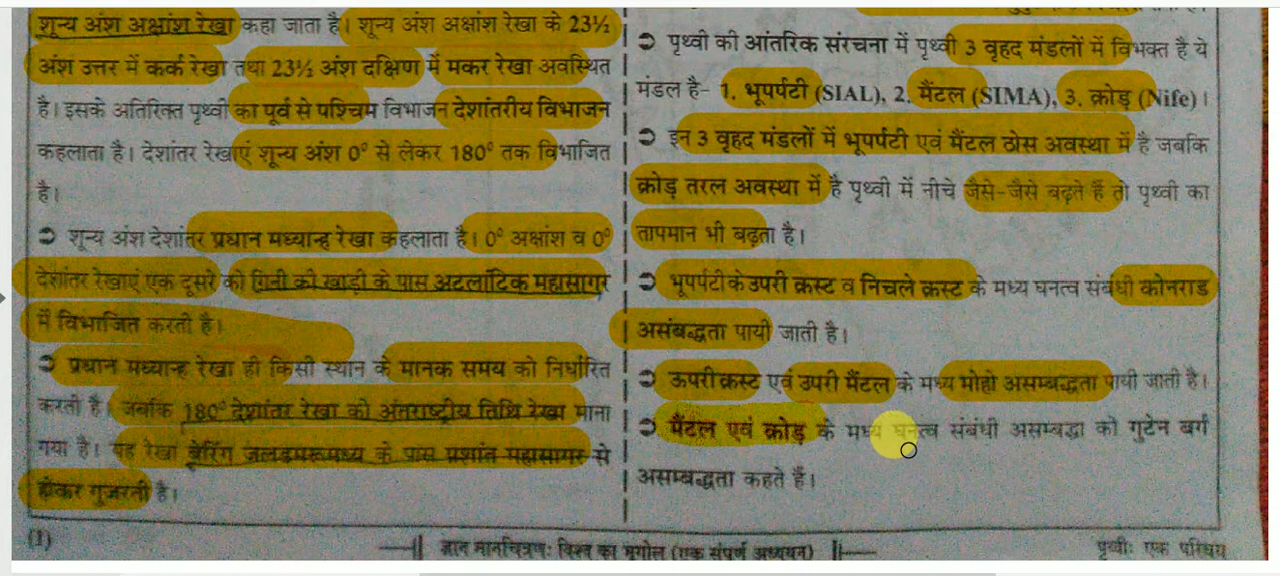 शून्य अंश अक्षांश रेखा कहा जाता है। शून्य अंश अक्षांश रेखा के 23½
अंश उत्तर में कर्क रेखा तथा 23½ अंश दक्षिण में मकर रेखा अवस्थित
है। इसके अतिरिक्त पृथ्वी का पूर्व से पश्चिम विभाजन देशांतरीय विभाजन
कहलाता है। देशांतर रेखाएं शून्य अंश 0° से लेकर 180° तक विभाजित
है।
➲ शून्य अंश देशांतर प्रधान मध्यान्ह रेखा कहलाता है। 0° अक्षांश व 0°
देशांतर रेखाएं एक दूसरे को गिनी की खाड़ी के पास अटलांटिक महासागर
में विभाजित करती है।
➲ प्रधान मध्यान्ह रेखा ही किसी स्थान के मानक समय को निर्धारित
करती है। जबकि 180° देशांतर रेखा को अंतराष्ट्रीय तिथि रेखा माना
गया है। यह रेखा बेरिंग जलडमरूमध्य के पास प्रशांत महासागर से
होकर गुजरती है।
➲ पृथ्वी की आंतरिक संरचना में पृथ्वी 3 वृहद मंडलों में विभक्त है ये
मंडल है- 1. भूपर्पटी (SIAL), 2. मैंटल (SIMA), 3. क्रोड़ (Nife)।
➲ इन 3 वृहद मंडलों में भूपर्पटी एवं मैंटल ठोस अवस्था में है जबकि
क्रोड़ तरल अवस्था में है पृथ्वी में नीचे जैसे-जैसे बढ़ते हैं तो पृथ्वी का
तापमान भी बढ़ता है।
➲ भूपर्पटी के उपरी क्रस्ट व निचले क्रस्ट के मध्य घनत्व संबंधी कोनराड
असंबद्धता पायी जाती है।
➲ ऊपरी क्रस्ट एवं उपरी मैंटल के मध्य मोहो असम्बद्धता पायी जाती है।
➲ मैंटल एवं क्रोड़ के मध्य घनत्व संबंधी असम्बद्धा को गुटेन बर्ग
असम्बद्धता कहते हैं।
(1)
ज्ञान मानचित्रण: विश्व का भूगोल (एक संपूर्ण अध्ययन)
पृथ्वी: एक परिचय